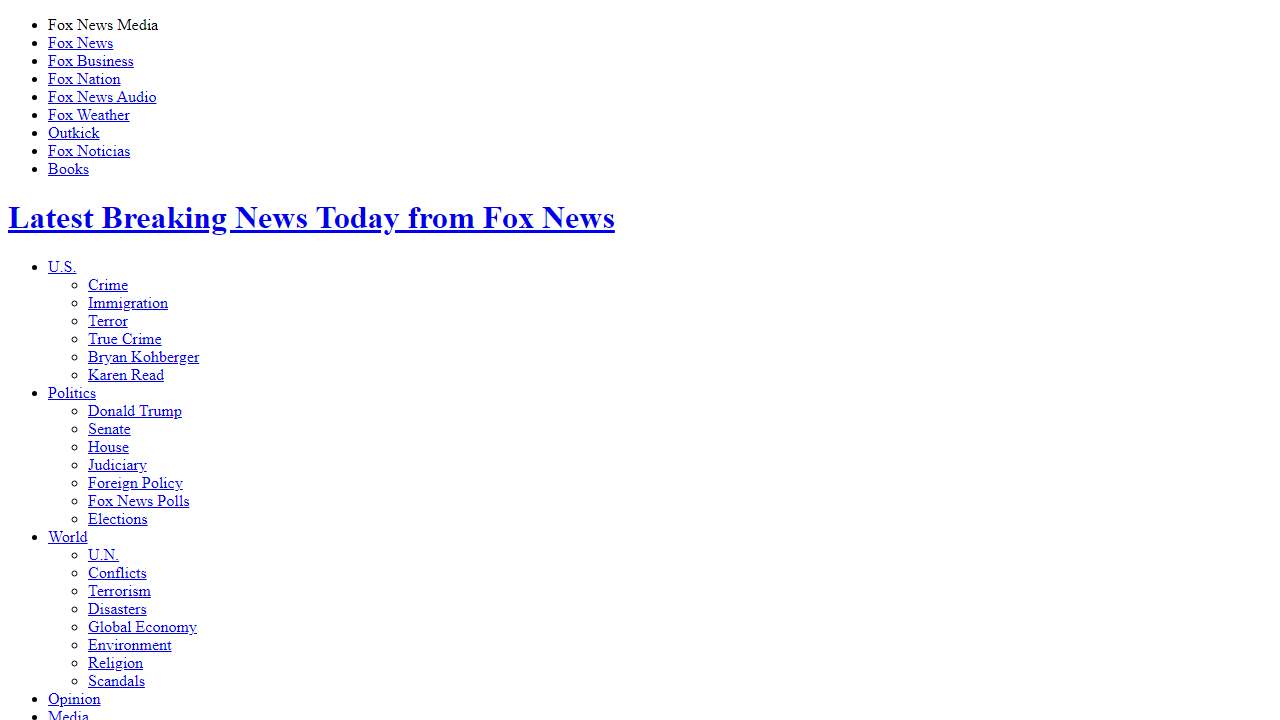 Fox News Media
Fox News
Fox Business
Fox Nation
Fox News Audio
Fox Weather
Outkick
Fox Noticias
Books
Latest Breaking News Today from Fox News
U.S.
Crime
Immigration
Terror
True Crime
Bryan Kohberger
Karen Read
Politics
Donald Trump
Senate
House
Judiciary
Foreign Policy
Fox News Polls
Elections
World
U.N.
Conflicts
Terrorism
Disasters
Global Economy
Environment
Religion
Scandals
Opinion
Media